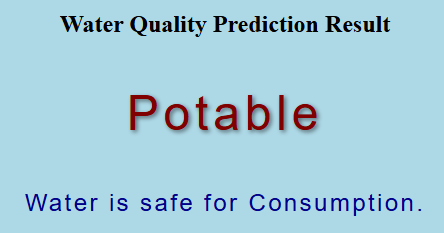 Water Quality Prediction Result
Potable
Water is safe for Consumption.